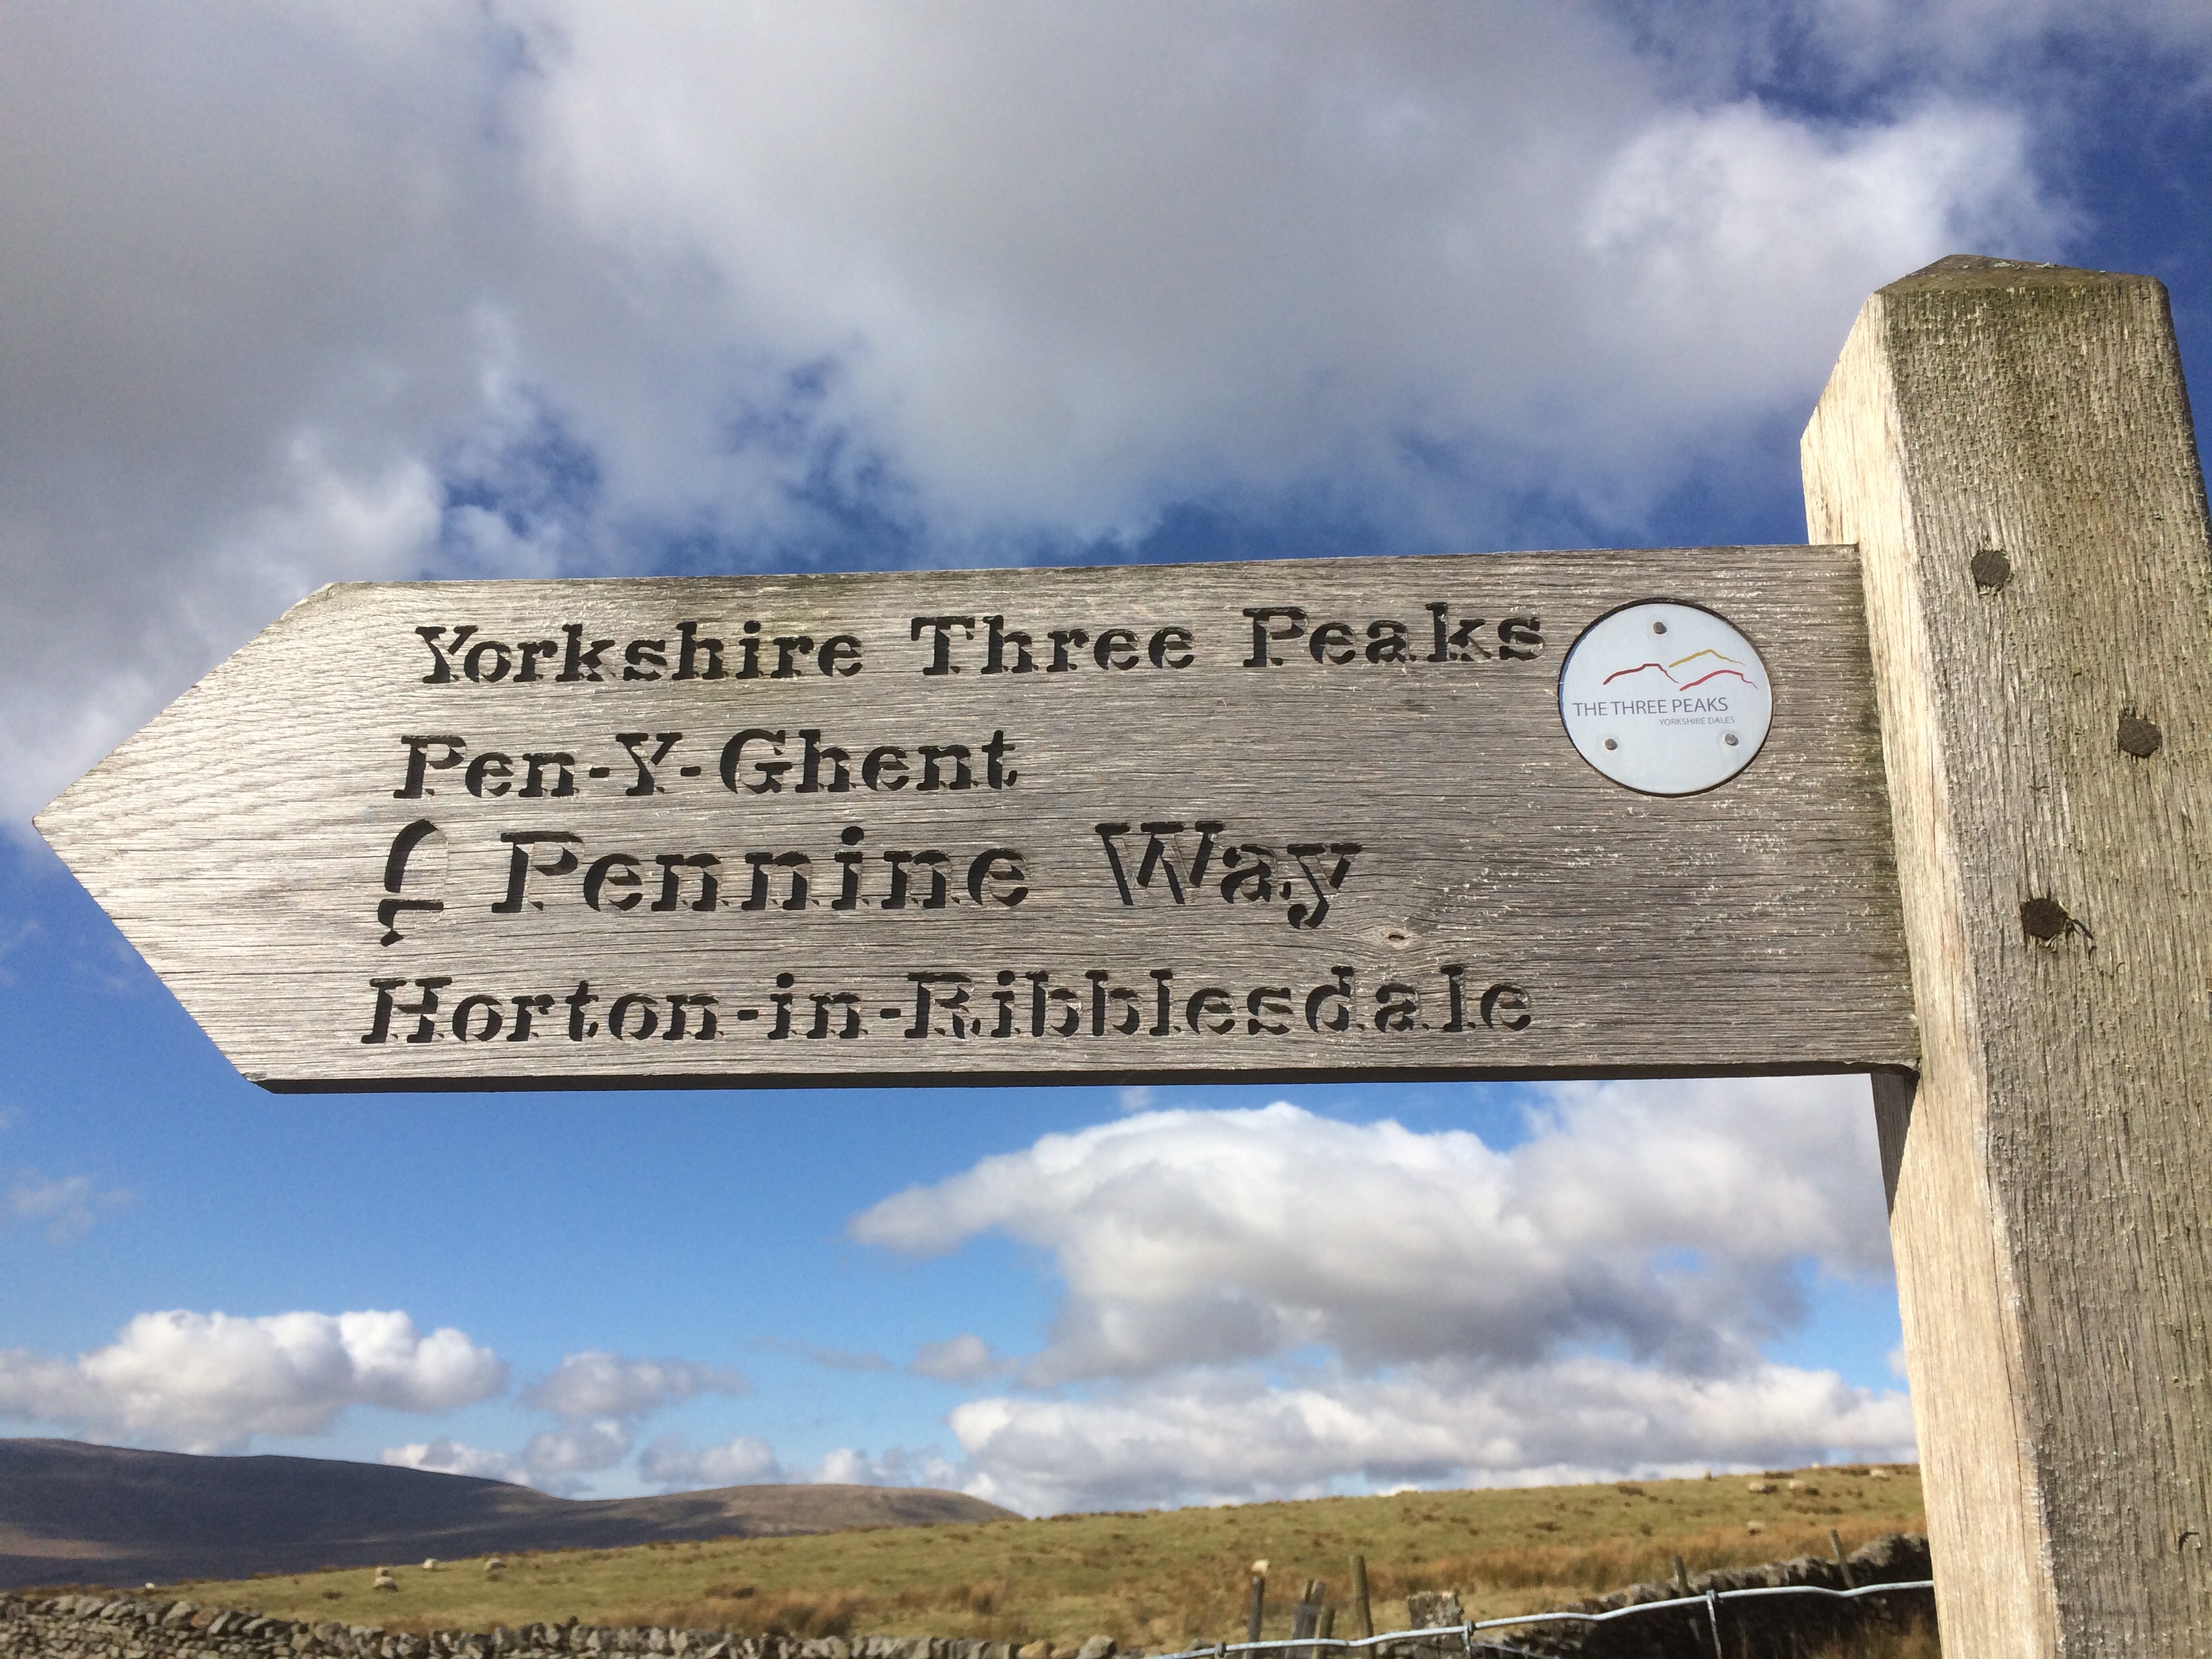 Yorkshire Three Peaks
Pen-Y-Ghent
Pennine Way
Horton-in-Ribblesdale
THE THREE PEAKS
YORKSHIRE DALES